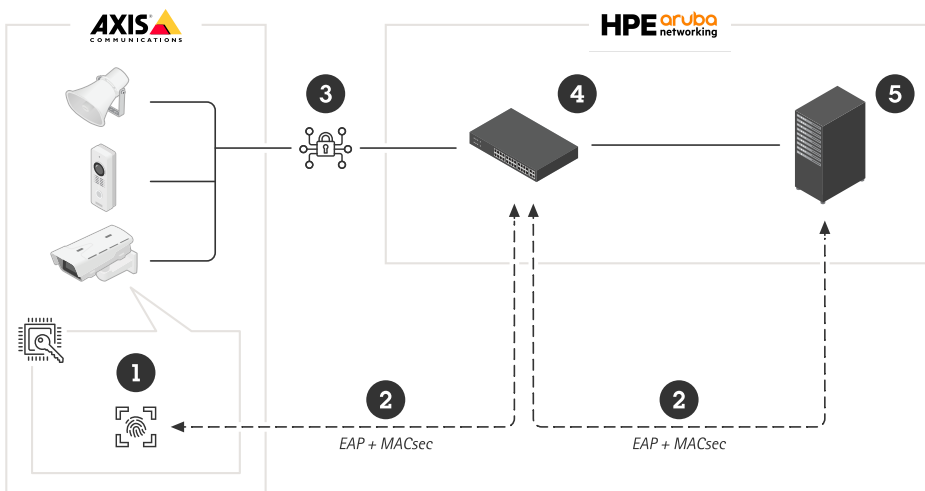 AXIS
COMMUNICATIONS
HPE aruba
networking
3
4
5
1
2
2
EAP + MACsec
EAP + MACsec